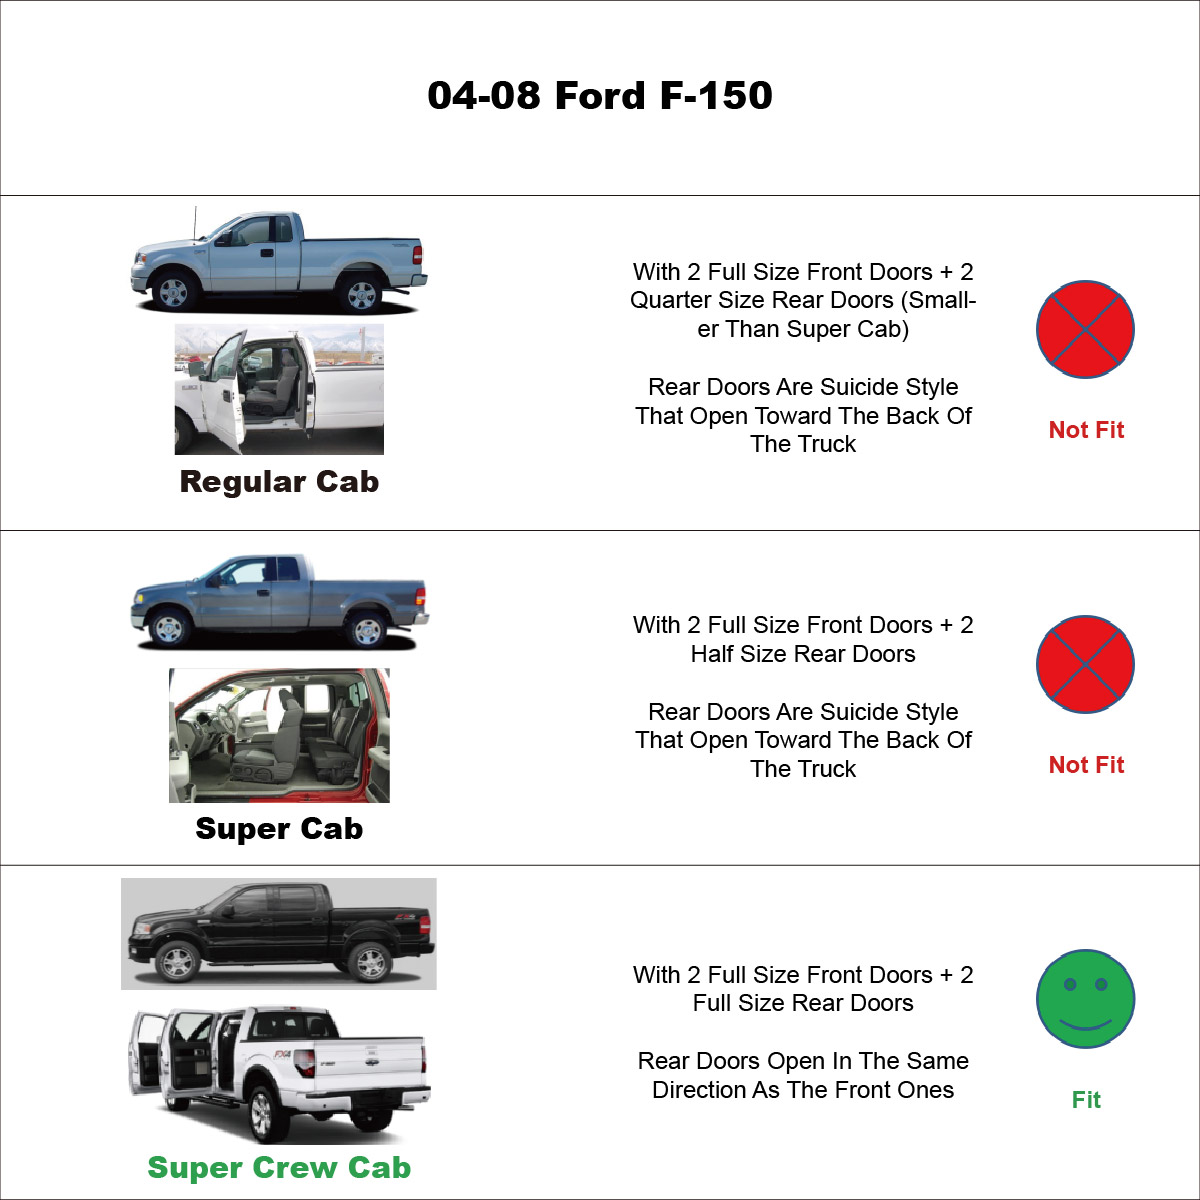 04-08 Ford F-150
With 2 Full Size Front Doors + 2
Quarter Size Rear Doors (Small-
er Than Super Cab)
Rear Doors Are Suicide Style
That Open Toward The Back Of
The Truck
Not Fit
Regular Cab
With 2 Full Size Front Doors + 2
Half Size Rear Doors
Rear Doors Are Suicide Style
That Open Toward The Back Of
The Truck
Not Fit
Super Cab
With 2 Full Size Front Doors + 2
Full Size Rear Doors
Rear Doors Open In The Same
Direction As The Front Ones
Fit
FX4
Super Crew Cab